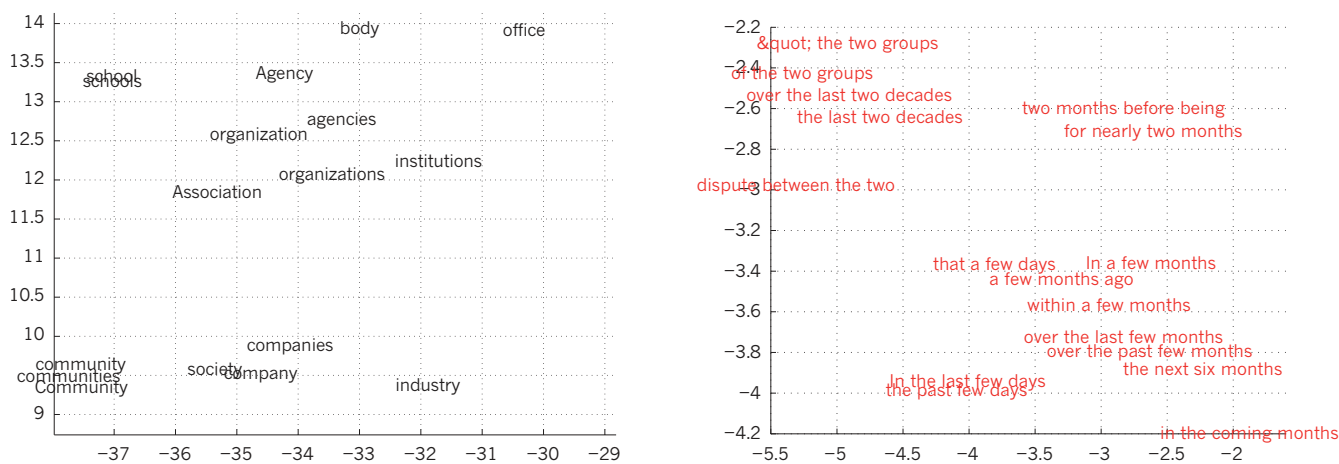 14
body
office
13.5
school
schools
Agency
13
agencies
12.5
organization
institutions
organizations
12
Association
11.5
11
10.5
10
companies
community
9.5
society
communities
company
Community
industry
9
−37 −36 −35 −34 −33 −32 −31 −30 −29
−2.2
&quot; the two groups
−2.4
of the two groups
over the last two decades
−2.6
two months before being
the last two decades
for nearly two months
−2.8
dispute between the two
−3
−3.2
that a few days
In a few months
−3.4
a few months ago
−3.6
within a few months
over the last few months
−3.8
over the past few months
the next six months
In the last few days
−4
the past few days
−4.2
in the coming months
−5.5 −5 −4.5 −4 −3.5 −3 −2.5 −2